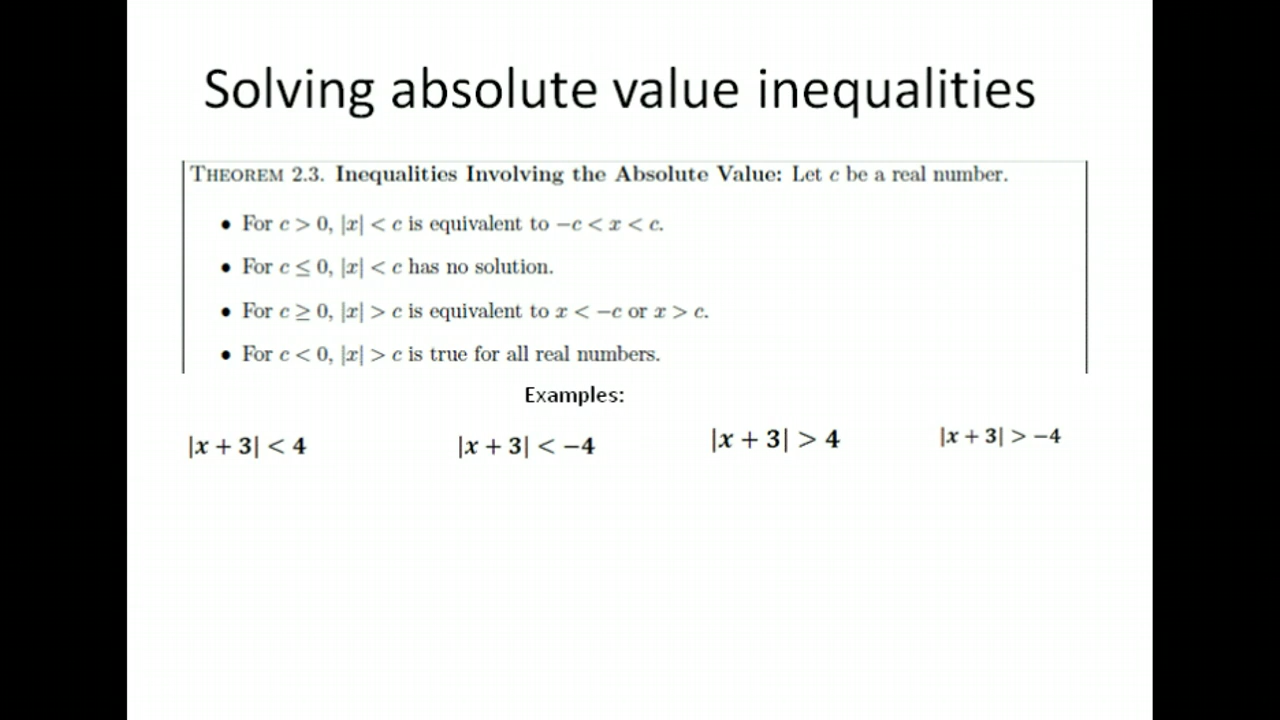 Solving absolute value inequalities
THEOREM 2.3. Inequalities Involving the Absolute Value: Let c be a real number.
• For c > 0, |x| < c is equivalent to −c < x < c.
• For c ≤ 0, |x| < c has no solution.
• For c ≥ 0, |x| > c is equivalent to x < −c or x > c.
• For c < 0, |x| > c is true for all real numbers.
Examples:
|x + 3| < 4 |x + 3| < −4 |x + 3| > 4 |x + 3| > −4